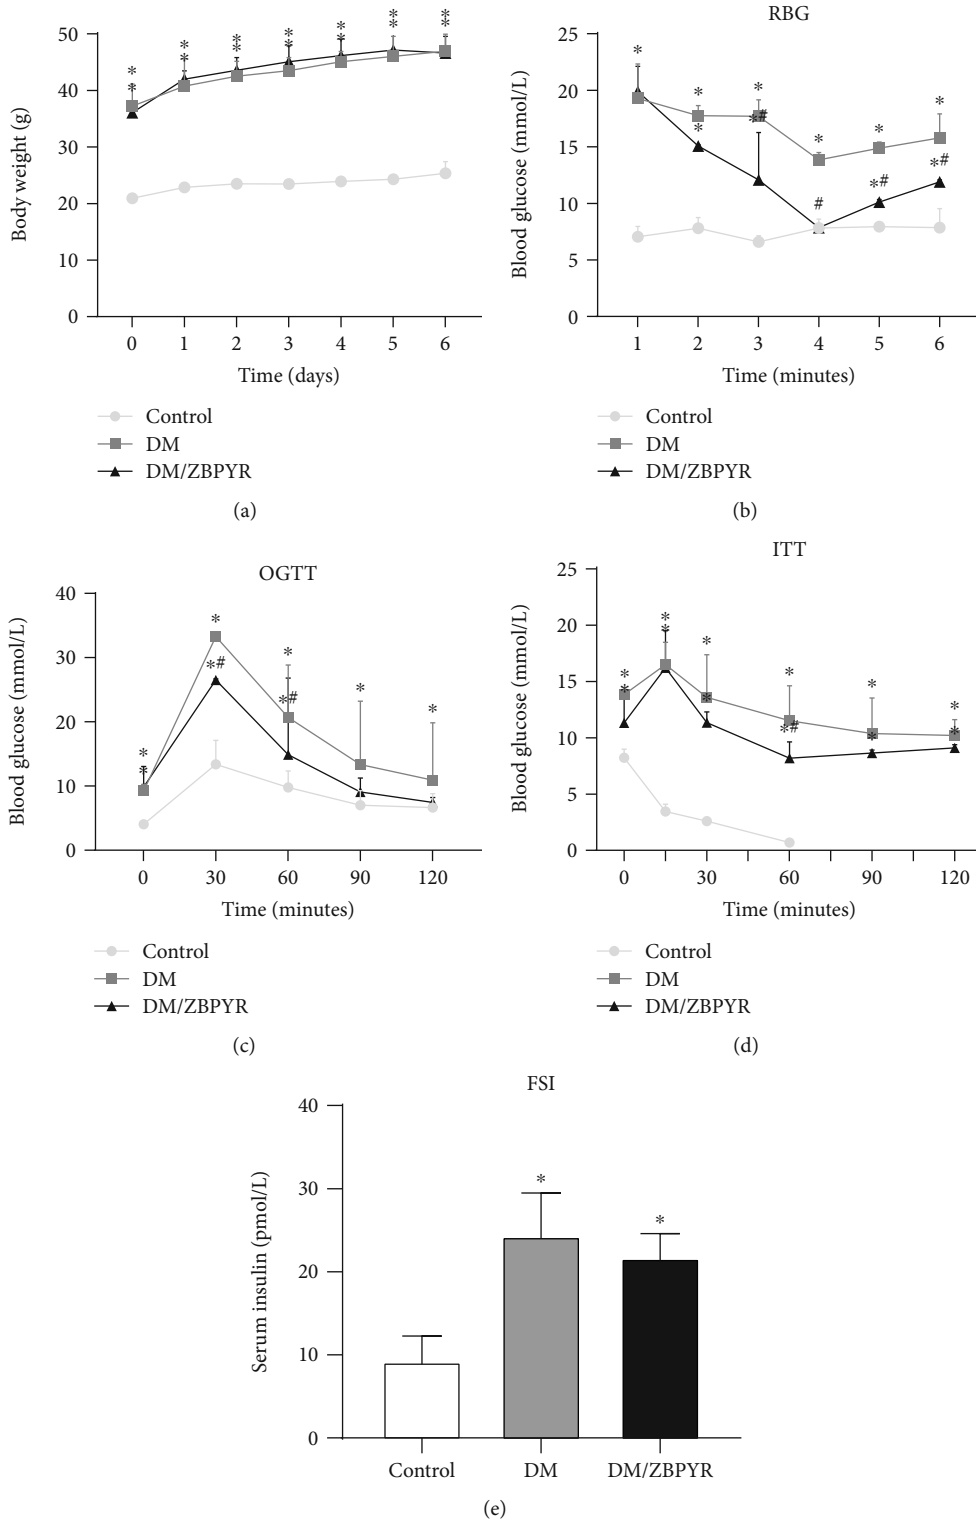 RBG
50
40
30
20
10
0
Body weight (g)
* * * * * * *
* * * * * * *
0 1 2 3 4 5 6
Time (days)
Control
DM
DM/ZBPYR
(a)
25
20
15
10
5
0
Blood glucose (mmol/L)
* * * * * *
* *# # *# *#
1 2 3 4 5 6
Time (minutes)
Control
DM
DM/ZBPYR
(b)
OGTT
40
30
20
10
0
Blood glucose (mmol/L)
* * * * *
* *# *#
0 30 60 90 120
Time (minutes)
Control
DM
DM/ZBPYR
(c)
ITT
25
20
15
10
5
0
Blood glucose (mmol/L)
* * * * * *
* * * *# * *
0 30 60 90 120
Time (minutes)
Control
DM
DM/ZBPYR
(d)
FSI
40
30
20
10
0
Serum insulin (pmol/L)
* *
Control DM DM/ZBPYR
(e)